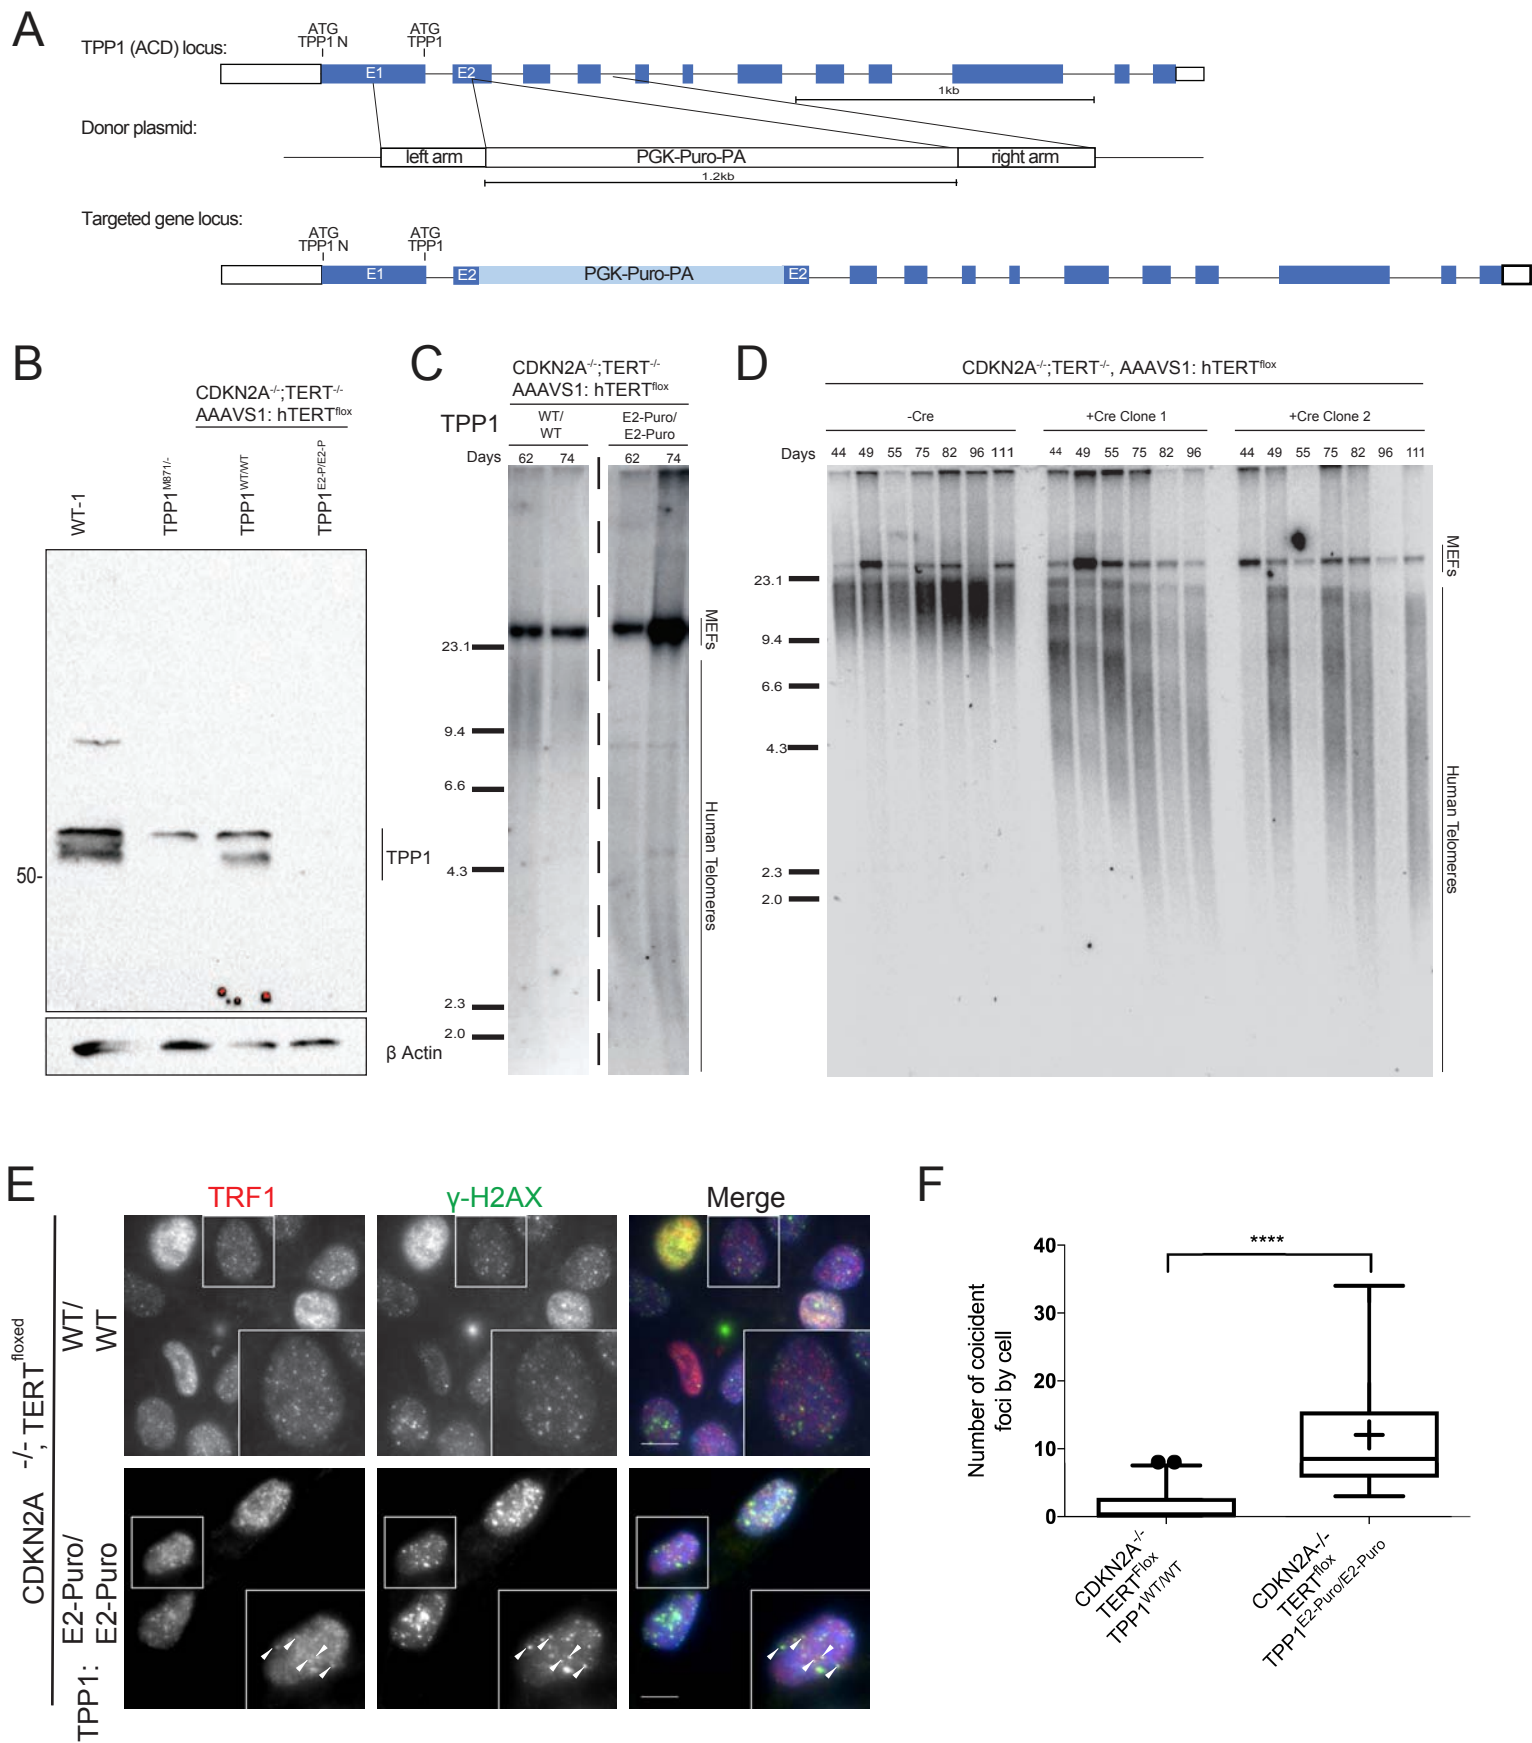 A
TPP1 (ACD) locus:
ATG
TPP1 N
ATG
TPP1
E1
E2
1kb
Donor plasmid:
left arm
PGK-Puro-PA
right arm
1.2kb
Targeted gene locus:
ATG
TPP1 N
ATG
TPP1
E1
E2
PGK-Puro-PA
E2
B
CDKN2A-/-;TERT-/-
AAAVS1: hTERTflox
WT-1
TPP1M871/-
TPP1WT/WT
TPP1E2-P/E2-P
50-
TPP1
β Actin
C
CDKN2A-/-;TERT-/-
AAAVS1: hTERTflox
TPP1
WT/
WT
E2-Puro/
E2-Puro
Days
62
74
62
74
23.1
9.4
6.6
4.3
2.3
2.0
MEFs
Human Telomeres
D
CDKN2A-/-;TERT-/-, AAAVS1: hTERTflox
-Cre
+Cre Clone 1
+Cre Clone 2
Days
44 49 55 75 82 96 111
44 49 55 75 82 96
44 49 55 75 82 96 111
23.1
9.4
6.6
4.3
2.3
2.0
MEFs
Human Telomeres
E
TRF1
γ-H2AX
Merge
CDKN2A -/-, TERTfloxed
TPP1:
WT/
WT
E2-Puro/
E2-Puro
F
Number of coicident
foci by cell
40
30
20
10
0
****
CDKN2A-/-
TERTFlox
TPP1WT/WT
CDKN2A-/-
TERTflox
TPP1E2-Puro/E2-Puro